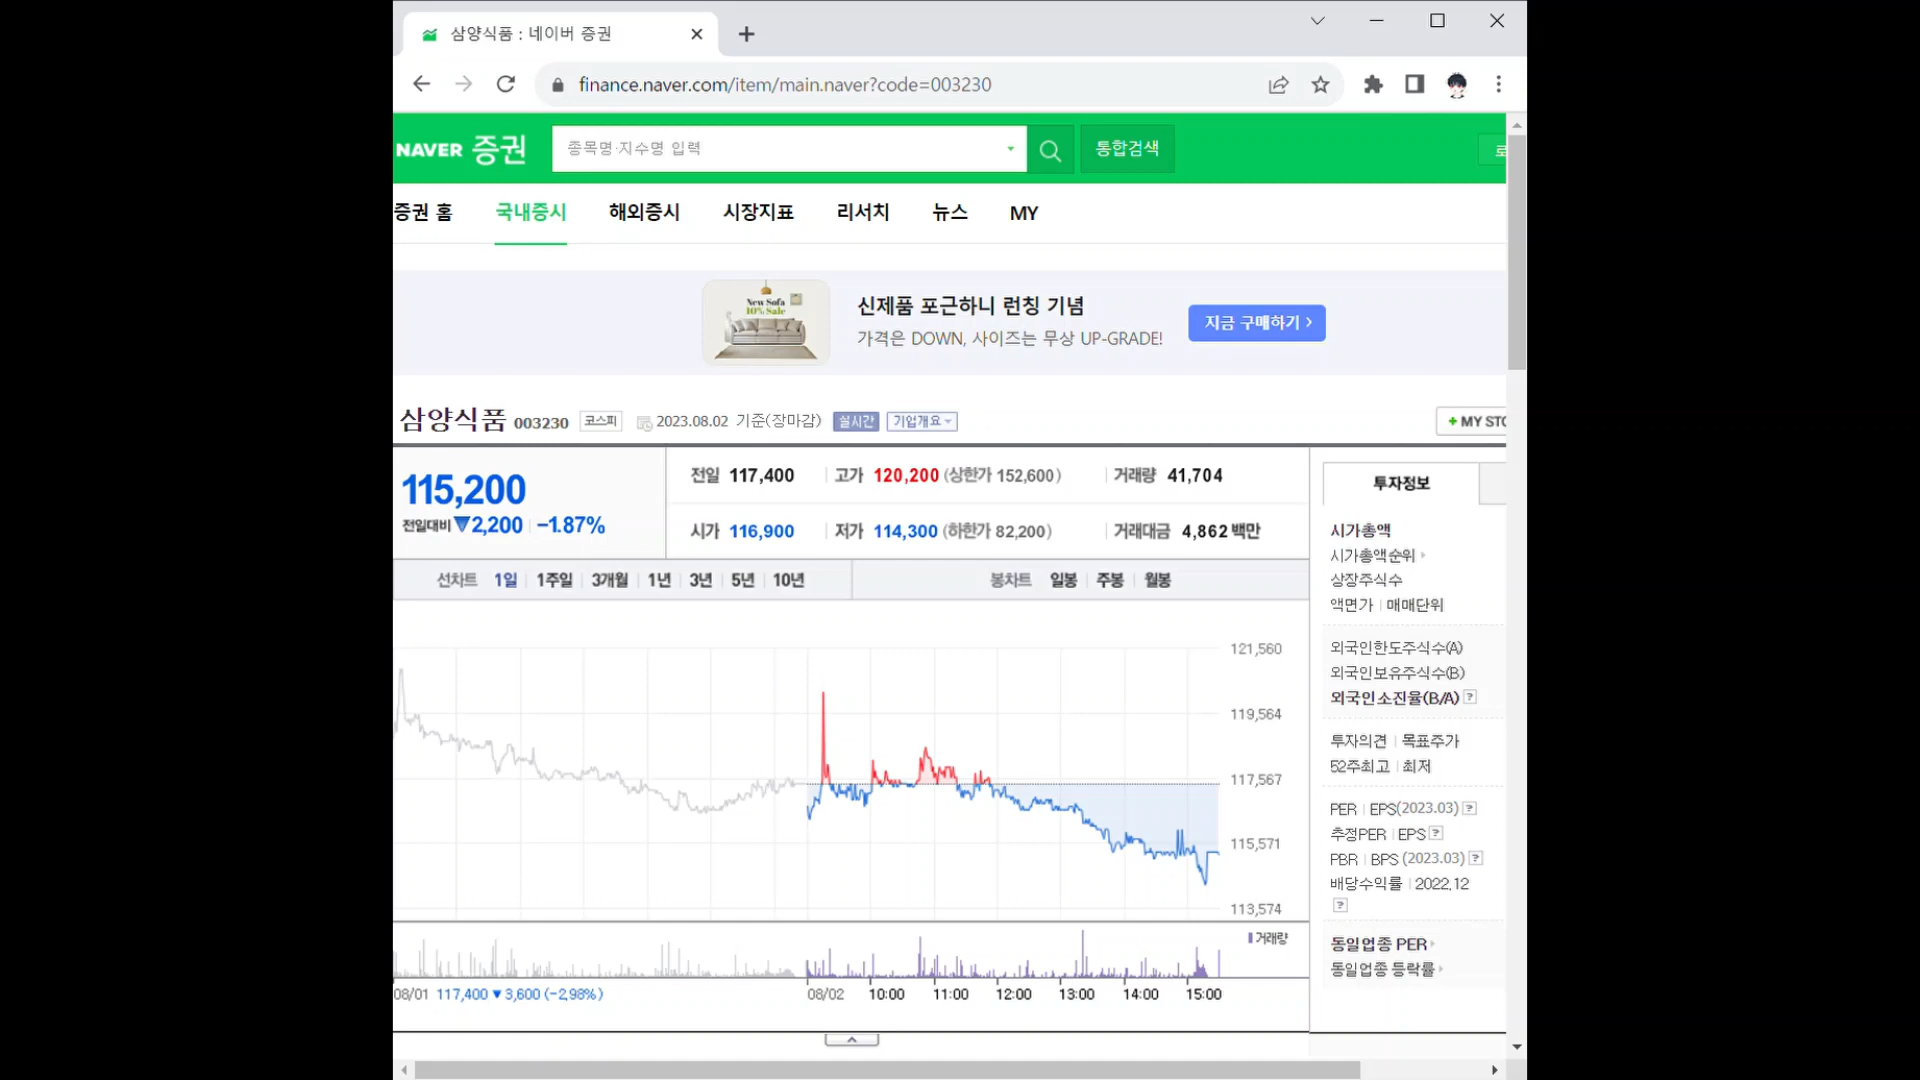 삼양식품 : 네이버 증권
finance.naver.com/item/main.naver?code=003230
NAVER 증권 종목명·지수명 입력 통합검색
증권 홈 국내증시 해외증시 시장지표 리서치 뉴스 MY
New Sofa
10% Sale
신제품 포근하니 런칭 기념
가격은 DOWN, 사이즈는 무상 UP-GRADE!
지금 구매하기 ›
삼양식품 003230 코스피 2023.08.02 기준(장마감) 실시간 기업개요 + MY STO
115,200
전일대비 ▼2,200 | -1.87%
전일 117,400 고가 120,200 (상한가 152,600) 거래량 41,704
시가 116,900 저가 114,300 (하한가 82,200) 거래대금 4,862 백만
선차트 1일 1주일 3개월 1년 3년 5년 10년 봉차트 일봉 주봉 월봉
121,560
119,564
117,567
115,571
113,574
거래량
08/01 117,400 ▼ 3,600 (-2.98%) 08/02 10:00 11:00 12:00 13:00 14:00 15:00
투자정보
시가총액
시가총액순위
상장주식수
액면가 | 매매단위
외국인한도주식수(A)
외국인보유주식수(B)
외국인소진율(B/A) ?
투자의견 | 목표주가
52주최고 | 최저
PER | EPS(2023.03) ?
추정PER | EPS ?
PBR | BPS (2023.03) ?
배당수익률 | 2022.12
?
동일업종 PER
동일업종 등락률